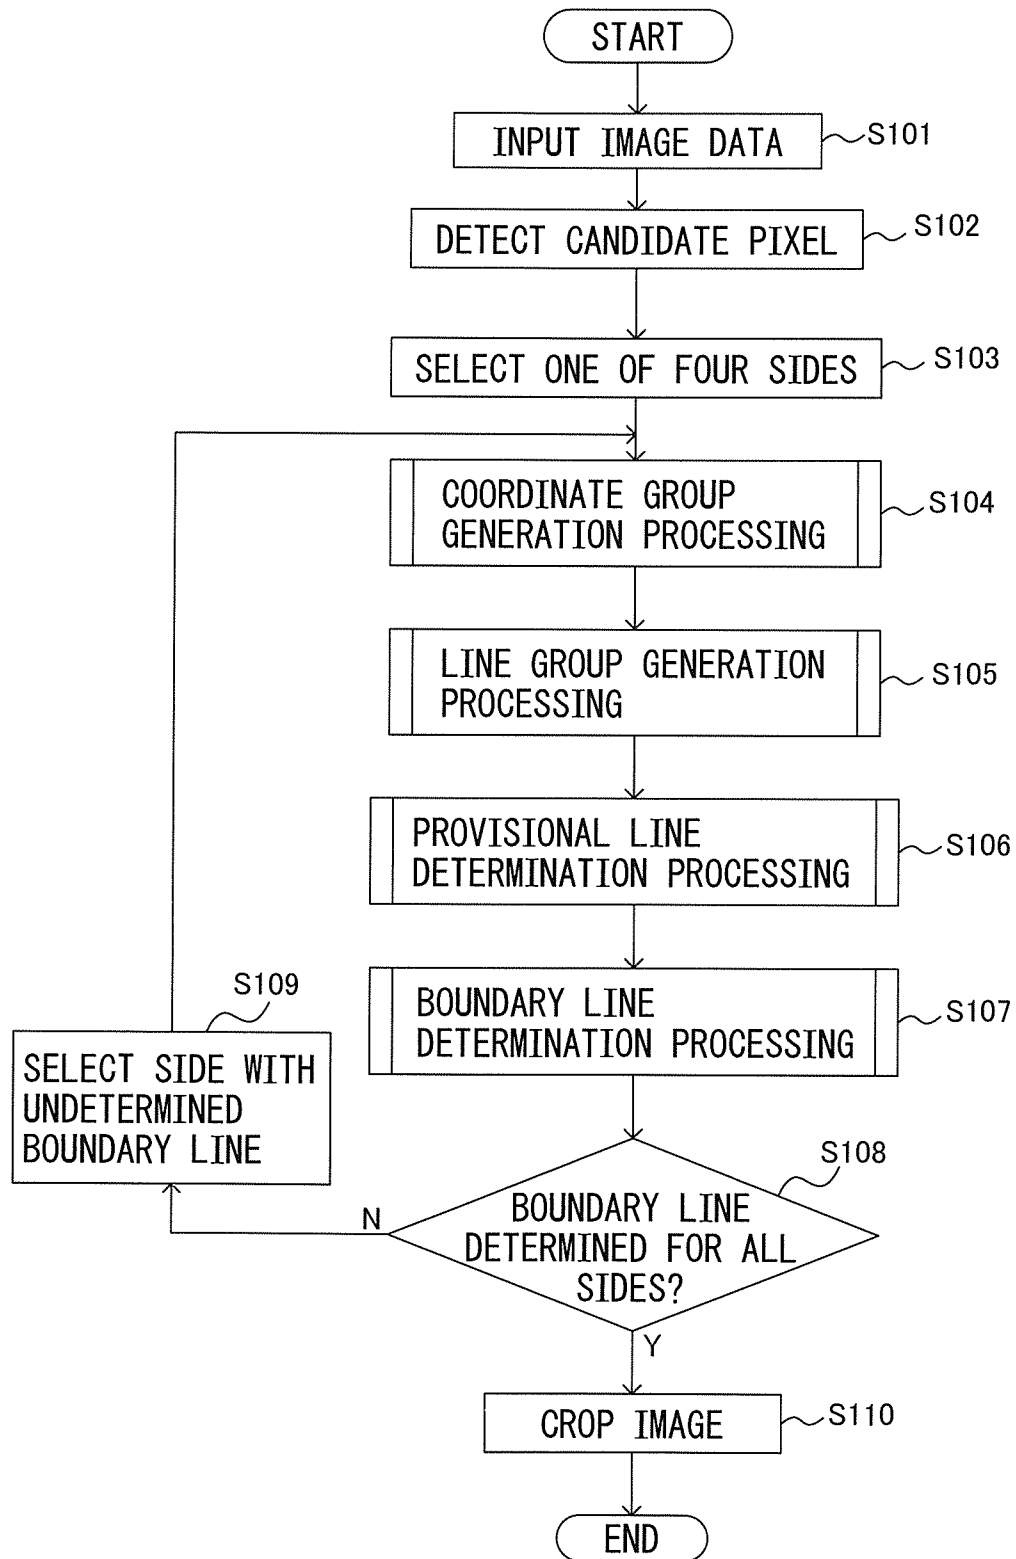 START
INPUT IMAGE DATA
S101
DETECT CANDIDATE PIXEL
S102
SELECT ONE OF FOUR SIDES
S103
COORDINATE GROUP
GENERATION PROCESSING
S104
LINE GROUP GENERATION
PROCESSING
S105
PROVISIONAL LINE
DETERMINATION PROCESSING
S106
BOUNDARY LINE
DETERMINATION PROCESSING
S107
S109
SELECT SIDE WITH
UNDETERMINED
BOUNDARY LINE
S108
BOUNDARY LINE
DETERMINED FOR ALL
SIDES?
N
Y
CROP IMAGE
S110
END